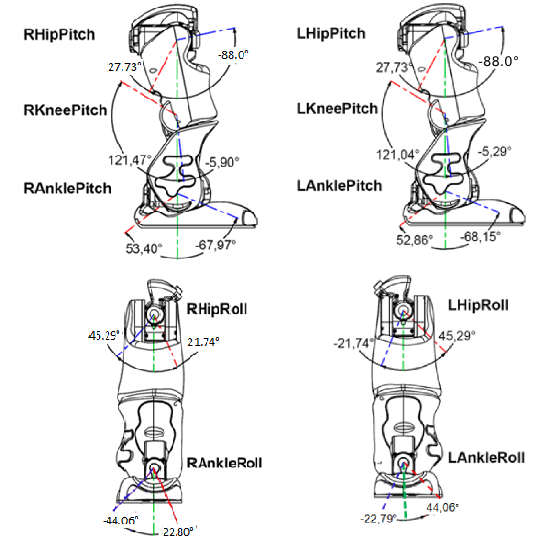 RHipPitch
-88.0°
27.73°
RKneePitch
121,47°
-5,90°
RAnklePitch
53,40°
-67,97°
LHipPitch
-88.0°
27,73°
LKneePitch
121,04°
-5,29°
LAnklePitch
52,86°
-68,15°
RHipRoll
45.29°
21.74°
RAnkleRoll
-44.06°
22.80°
LHipRoll
-21,74°
45,29°
LAnkleRoll
44,06°
-22,79°